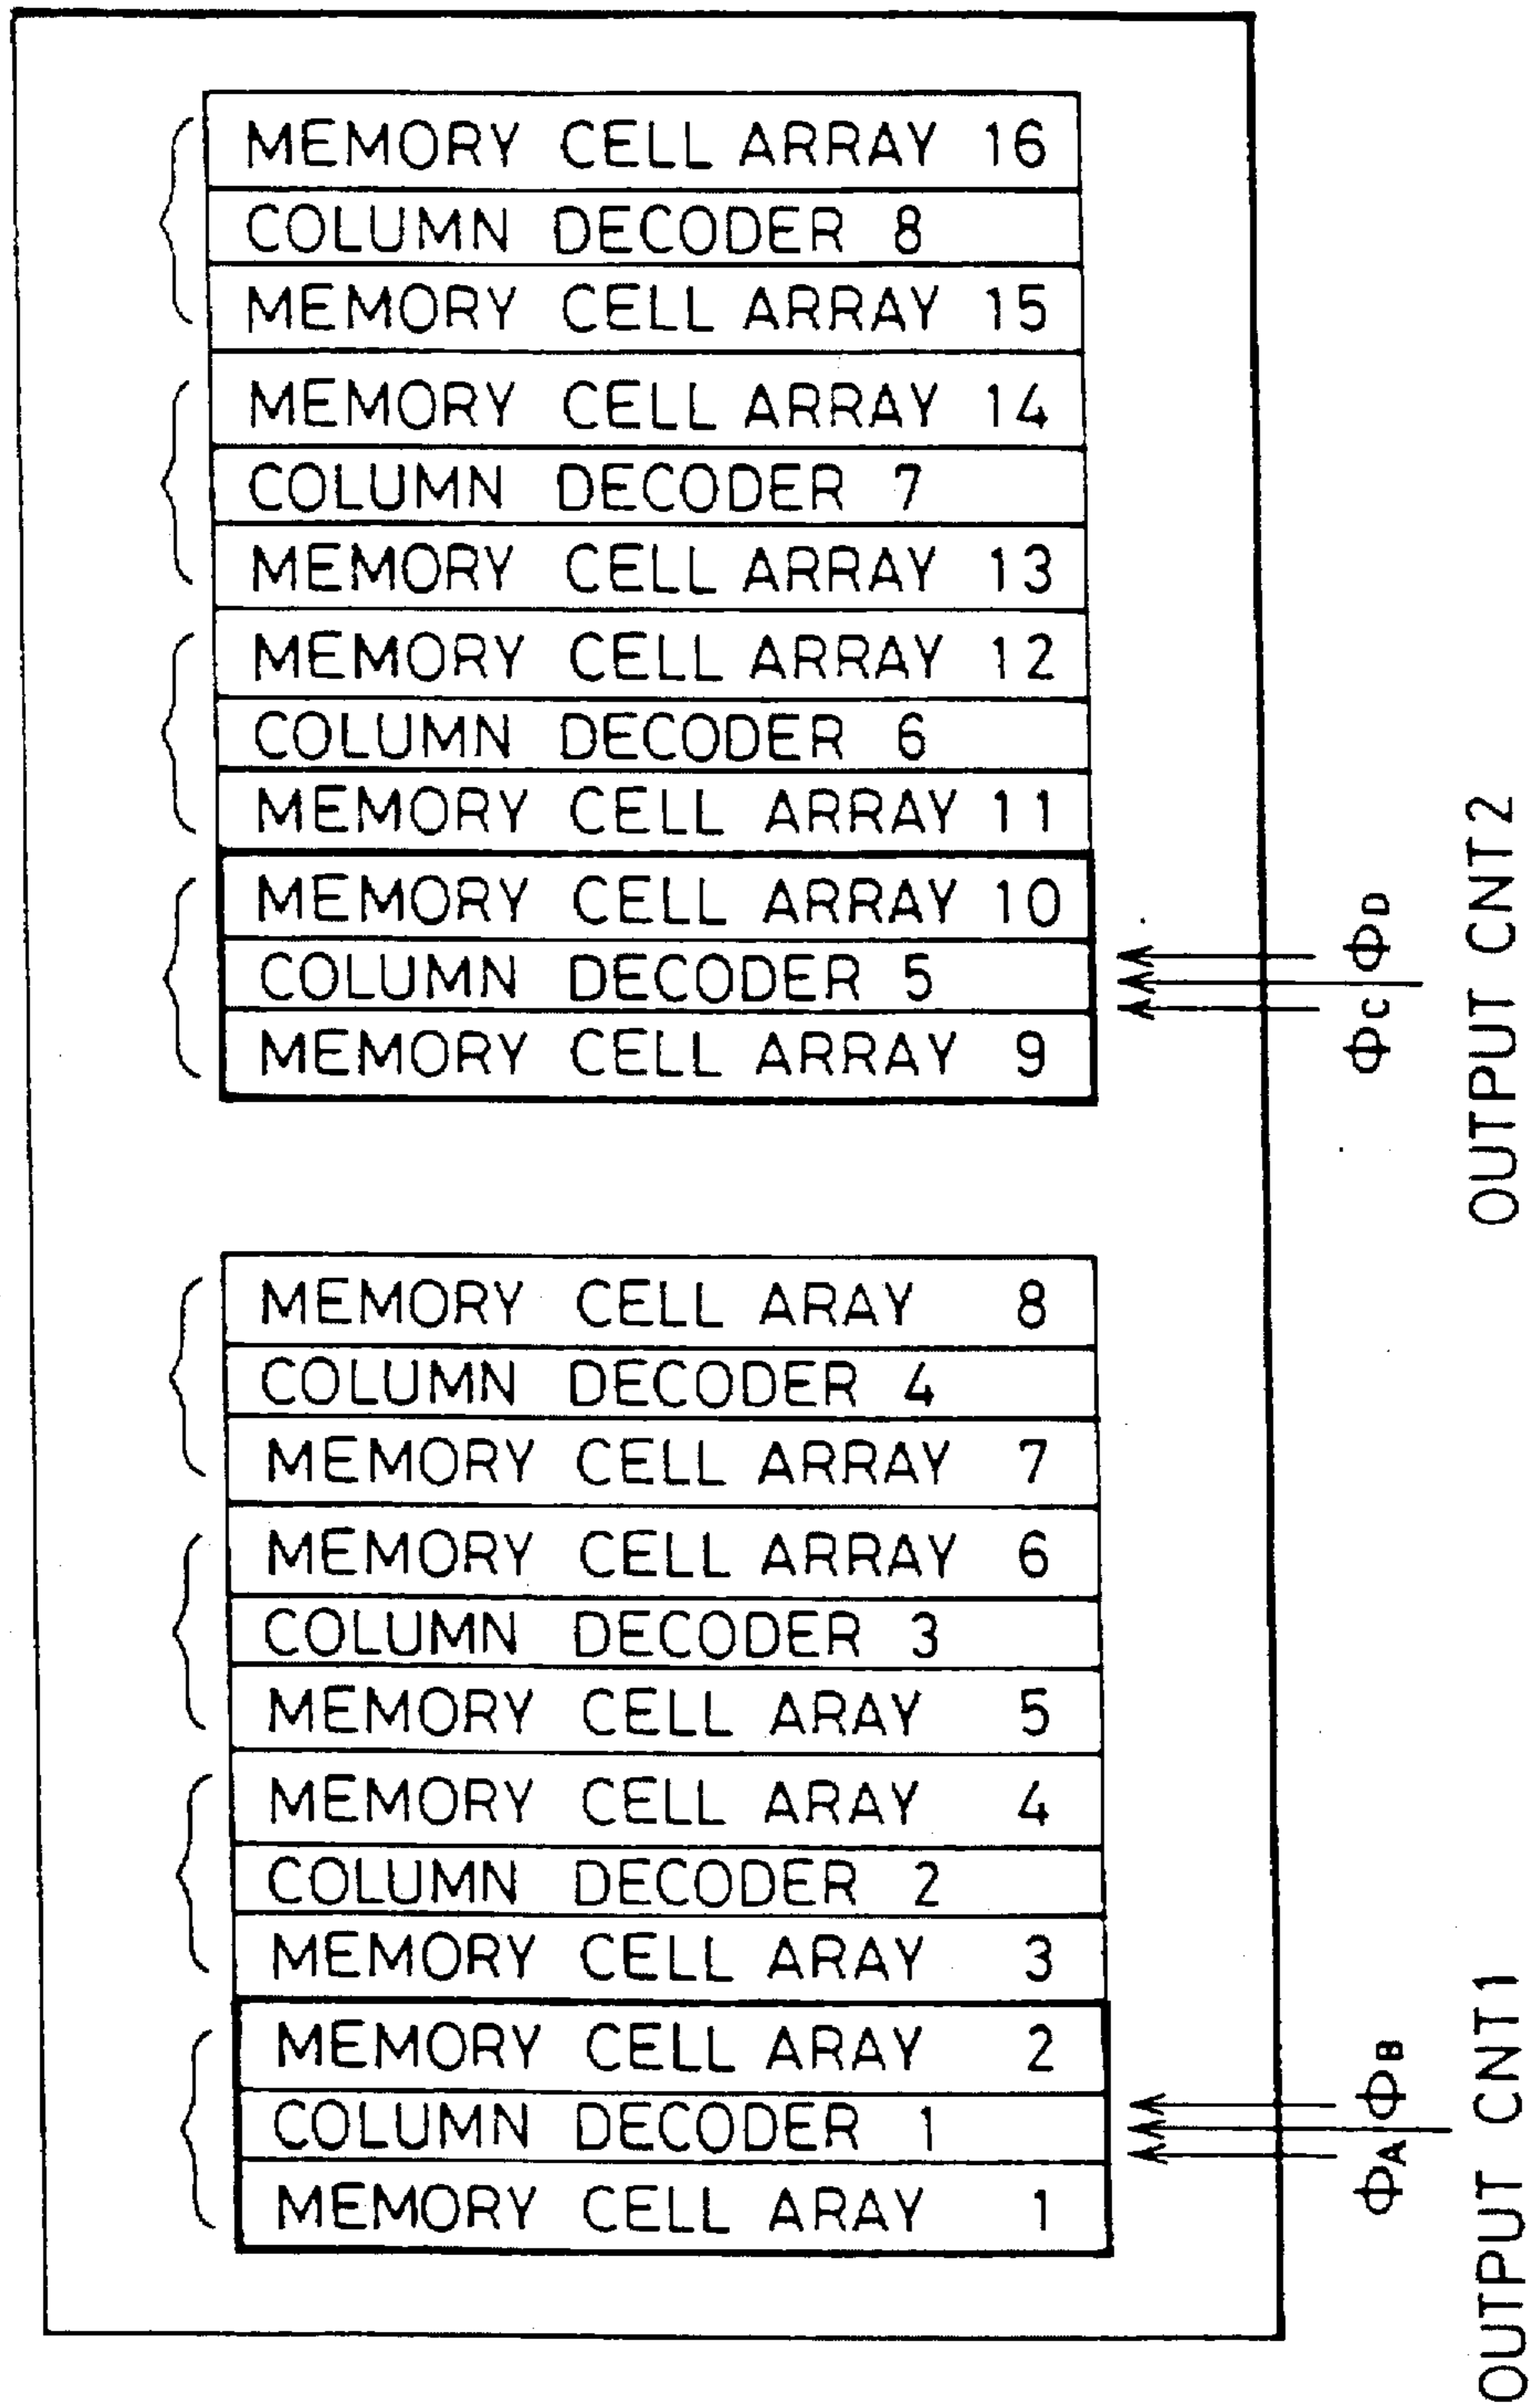 MEMORY CELL ARRAY 16
COLUMN DECODER 8
MEMORY CELL ARRAY 15
MEMORY CELL ARRAY 14
COLUMN DECODER 7
MEMORY CELL ARRAY 13
MEMORY CELL ARRAY 12
COLUMN DECODER 6
MEMORY CELL ARRAY 11
MEMORY CELL ARRAY 10
COLUMN DECODER 5
MEMORY CELL ARRAY 9
ΦC ΦD
OUTPUT CNT2
MEMORY CELL ARAY 8
COLUMN DECODER 4
MEMORY CELL ARRAY 7
MEMORY CELL ARRAY 6
COLUMN DECODER 3
MEMORY CELL ARAY 5
MEMORY CELL ARAY 4
COLUMN DECODER 2
MEMORY CELL ARAY 3
MEMORY CELL ARAY 2
COLUMN DECODER 1
MEMORY CELL ARAY 1
ΦA ΦB
OUTPUT CNT1